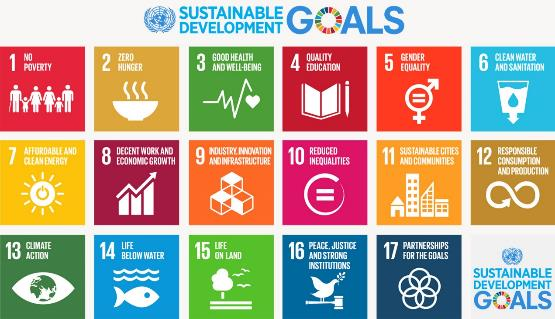 SUSTAINABLE
DEVELOPMENT
GOALS
1 NO
POVERTY
2 ZERO
HUNGER
3 GOOD HEALTH
AND WELL-BEING
4 QUALITY
EDUCATION
5 GENDER
EQUALITY
6 CLEAN WATER
AND SANITATION
7 AFFORDABLE AND
CLEAN ENERGY
8 DECENT WORK AND
ECONOMIC GROWTH
9 INDUSTRY, INNOVATION
AND INFRASTRUCTURE
10 REDUCED
INEQUALITIES
11 SUSTAINABLE CITIES
AND COMMUNITIES
12 RESPONSIBLE
CONSUMPTION
AND PRODUCTION
13 CLIMATE
ACTION
14 LIFE
BELOW WATER
15 LIFE
ON LAND
16 PEACE, JUSTICE
AND STRONG
INSTITUTIONS
17 PARTNERSHIPS
FOR THE GOALS
SUSTAINABLE
DEVELOPMENT
GOALS